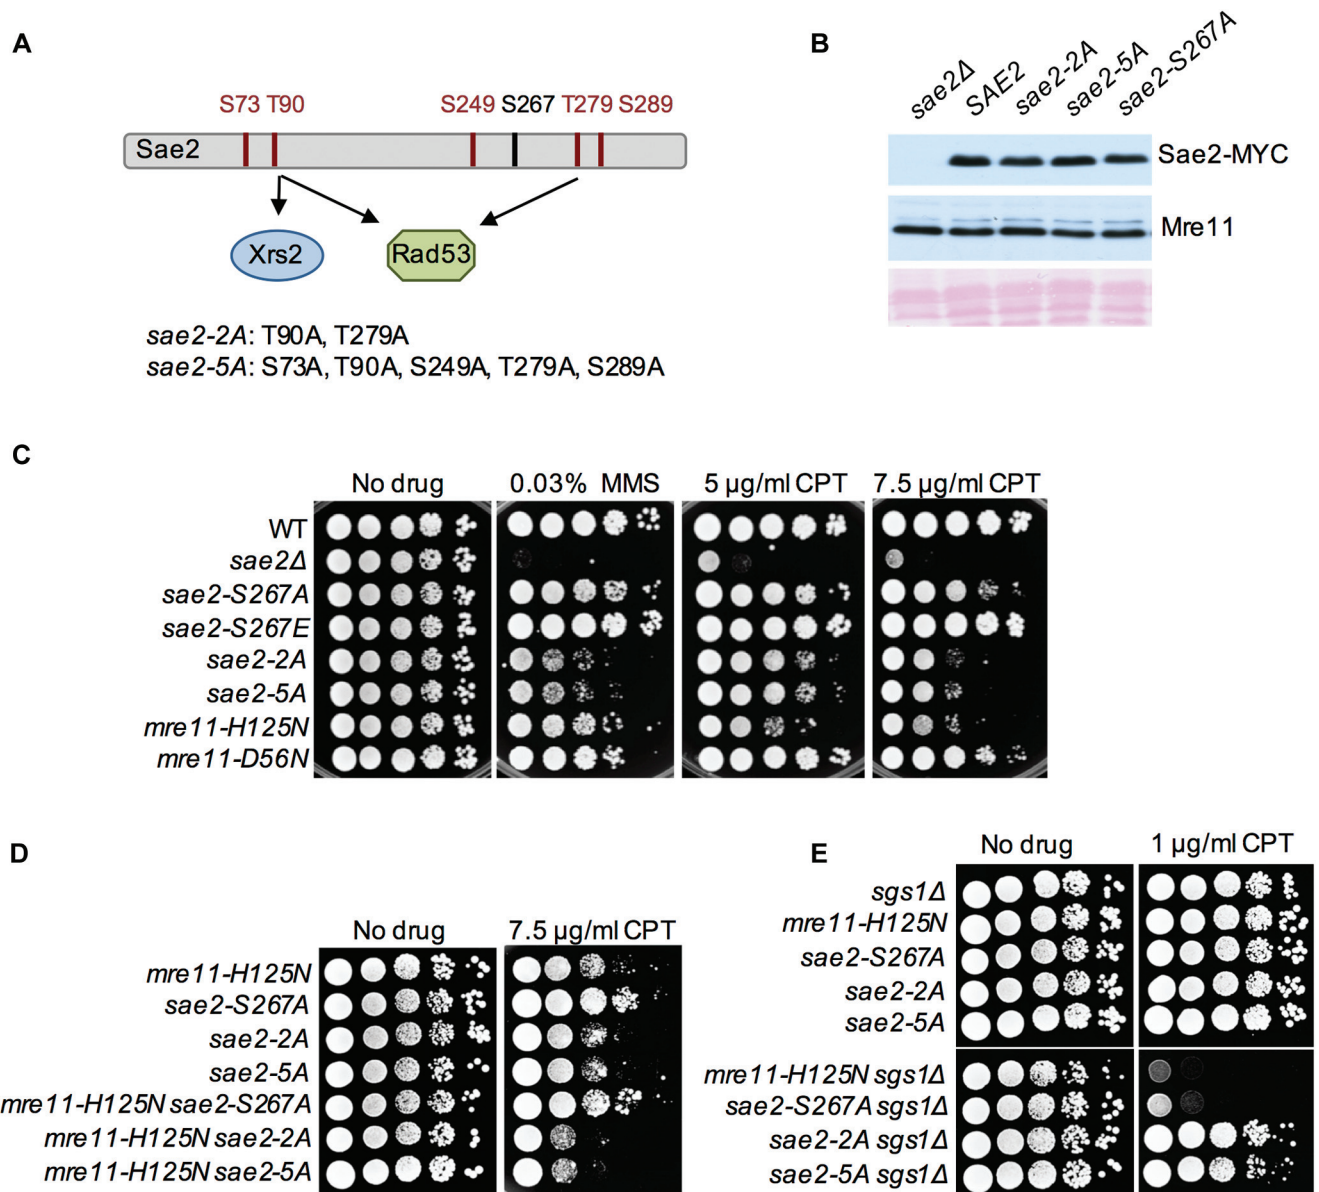 A
S73 T90 S249 S267 T279 S289
Sae2
Xrs2
Rad53
sae2-2A: T90A, T279A
sae2-5A: S73A, T90A, S249A, T279A, S289A
B
sae2Δ
SAE2
sae2-2A
sae2-5A
sae2-S267A
Sae2-MYC
Mre11
C
No drug
0.03% MMS
5 µg/ml CPT
7.5 µg/ml CPT
WT
sae2Δ
sae2-S267A
sae2-S267E
sae2-2A
sae2-5A
mre11-H125N
mre11-D56N
D
No drug
7.5 µg/ml CPT
mre11-H125N
sae2-S267A
sae2-2A
sae2-5A
mre11-H125N sae2-S267A
mre11-H125N sae2-2A
mre11-H125N sae2-5A
E
No drug
1 µg/ml CPT
sgs1Δ
mre11-H125N
sae2-S267A
sae2-2A
sae2-5A
mre11-H125N sgs1Δ
sae2-S267A sgs1Δ
sae2-2A sgs1Δ
sae2-5A sgs1Δ